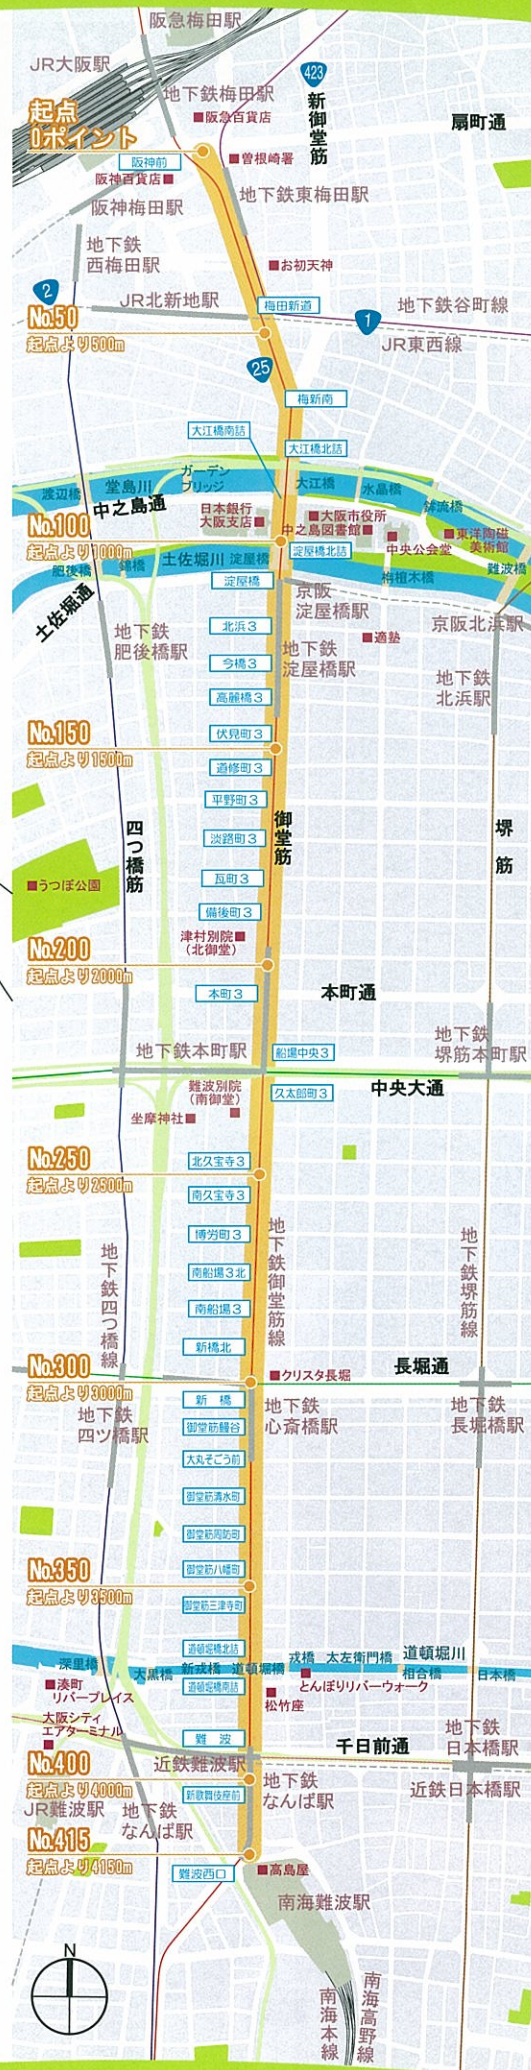 阪急梅田駅
JR大阪駅
423
地下鉄梅田駅
新御堂筋
起点
0ポイント
阪急百貨店
扇町通
阪神前
曽根崎署
阪神百貨店
地下鉄東梅田駅
阪神梅田駅
地下鉄
西梅田駅
お初天神
2
JR北新地駅
梅田新道
地下鉄谷町線
No.50
起点より500m
1
JR東西線
25
梅新南
大江橋南詰
大江橋北詰
ガーデン
ブリッジ
渡辺橋
堂島川
大江橋
水晶橋
鉾流橋
中之島通
日本銀行
大阪支店
大阪市役所
中之島図書館
東洋陶磁
美術館
No.100
起点より1000m
中央公会堂
淀屋橋北詰
肥後橋
錦橋
土佐堀川
淀屋橋
難波橋
栴檀木橋
淀屋橋
土佐堀通
京阪
淀屋橋駅
京阪北浜駅
地下鉄
肥後橋駅
北浜3
適塾
地下鉄
淀屋橋駅
今橋3
地下鉄
北浜駅
高麗橋3
No.150
起点より1500m
伏見町3
道修町3
平野町3
御堂筋
四つ橋筋
堺筋
淡路町3
うつぼ公園
瓦町3
備後町3
津村別院
(北御堂)
No.200
起点より2000m
本町3
本町通
地下鉄本町駅
船場中央3
地下鉄
堺筋本町駅
難波別院
(南御堂)
久太郎町3
中央大通
坐摩神社
No.250
起点より2500m
北久宝寺3
南久宝寺3
博労町3
地下鉄御堂筋線
地下鉄堺筋線
地下鉄四つ橋線
南船場3北
南船場3
新橋北
No.300
起点より3000m
クリスタ長堀
長堀通
新橋
地下鉄
四ツ橋駅
地下鉄
心斎橋駅
地下鉄
長堀橋駅
御堂筋鰻谷
大丸そごう前
御堂筋清水町
御堂筋周防町
No.350
起点より3500m
御堂筋八幡町
御堂筋三津寺町
道頓堀橋北詰
深里橋
大黒橋
新戎橋
道頓堀橋
戎橋
太左衛門橋
道頓堀川
相合橋
日本橋
湊町
リバープレイス
道頓堀橋南詰
とんぼりリバーウォーク
松竹座
大阪シティ
エアターミナル
難波
千日前通
地下鉄
日本橋駅
近鉄難波駅
No.400
起点より4000m
地下鉄
なんば駅
新歌舞伎座前
近鉄日本橋駅
JR難波駅
地下鉄
なんば駅
No.415
起点より4150m
難波西口
高島屋
南海難波駅
N
南海本線
南海高野線